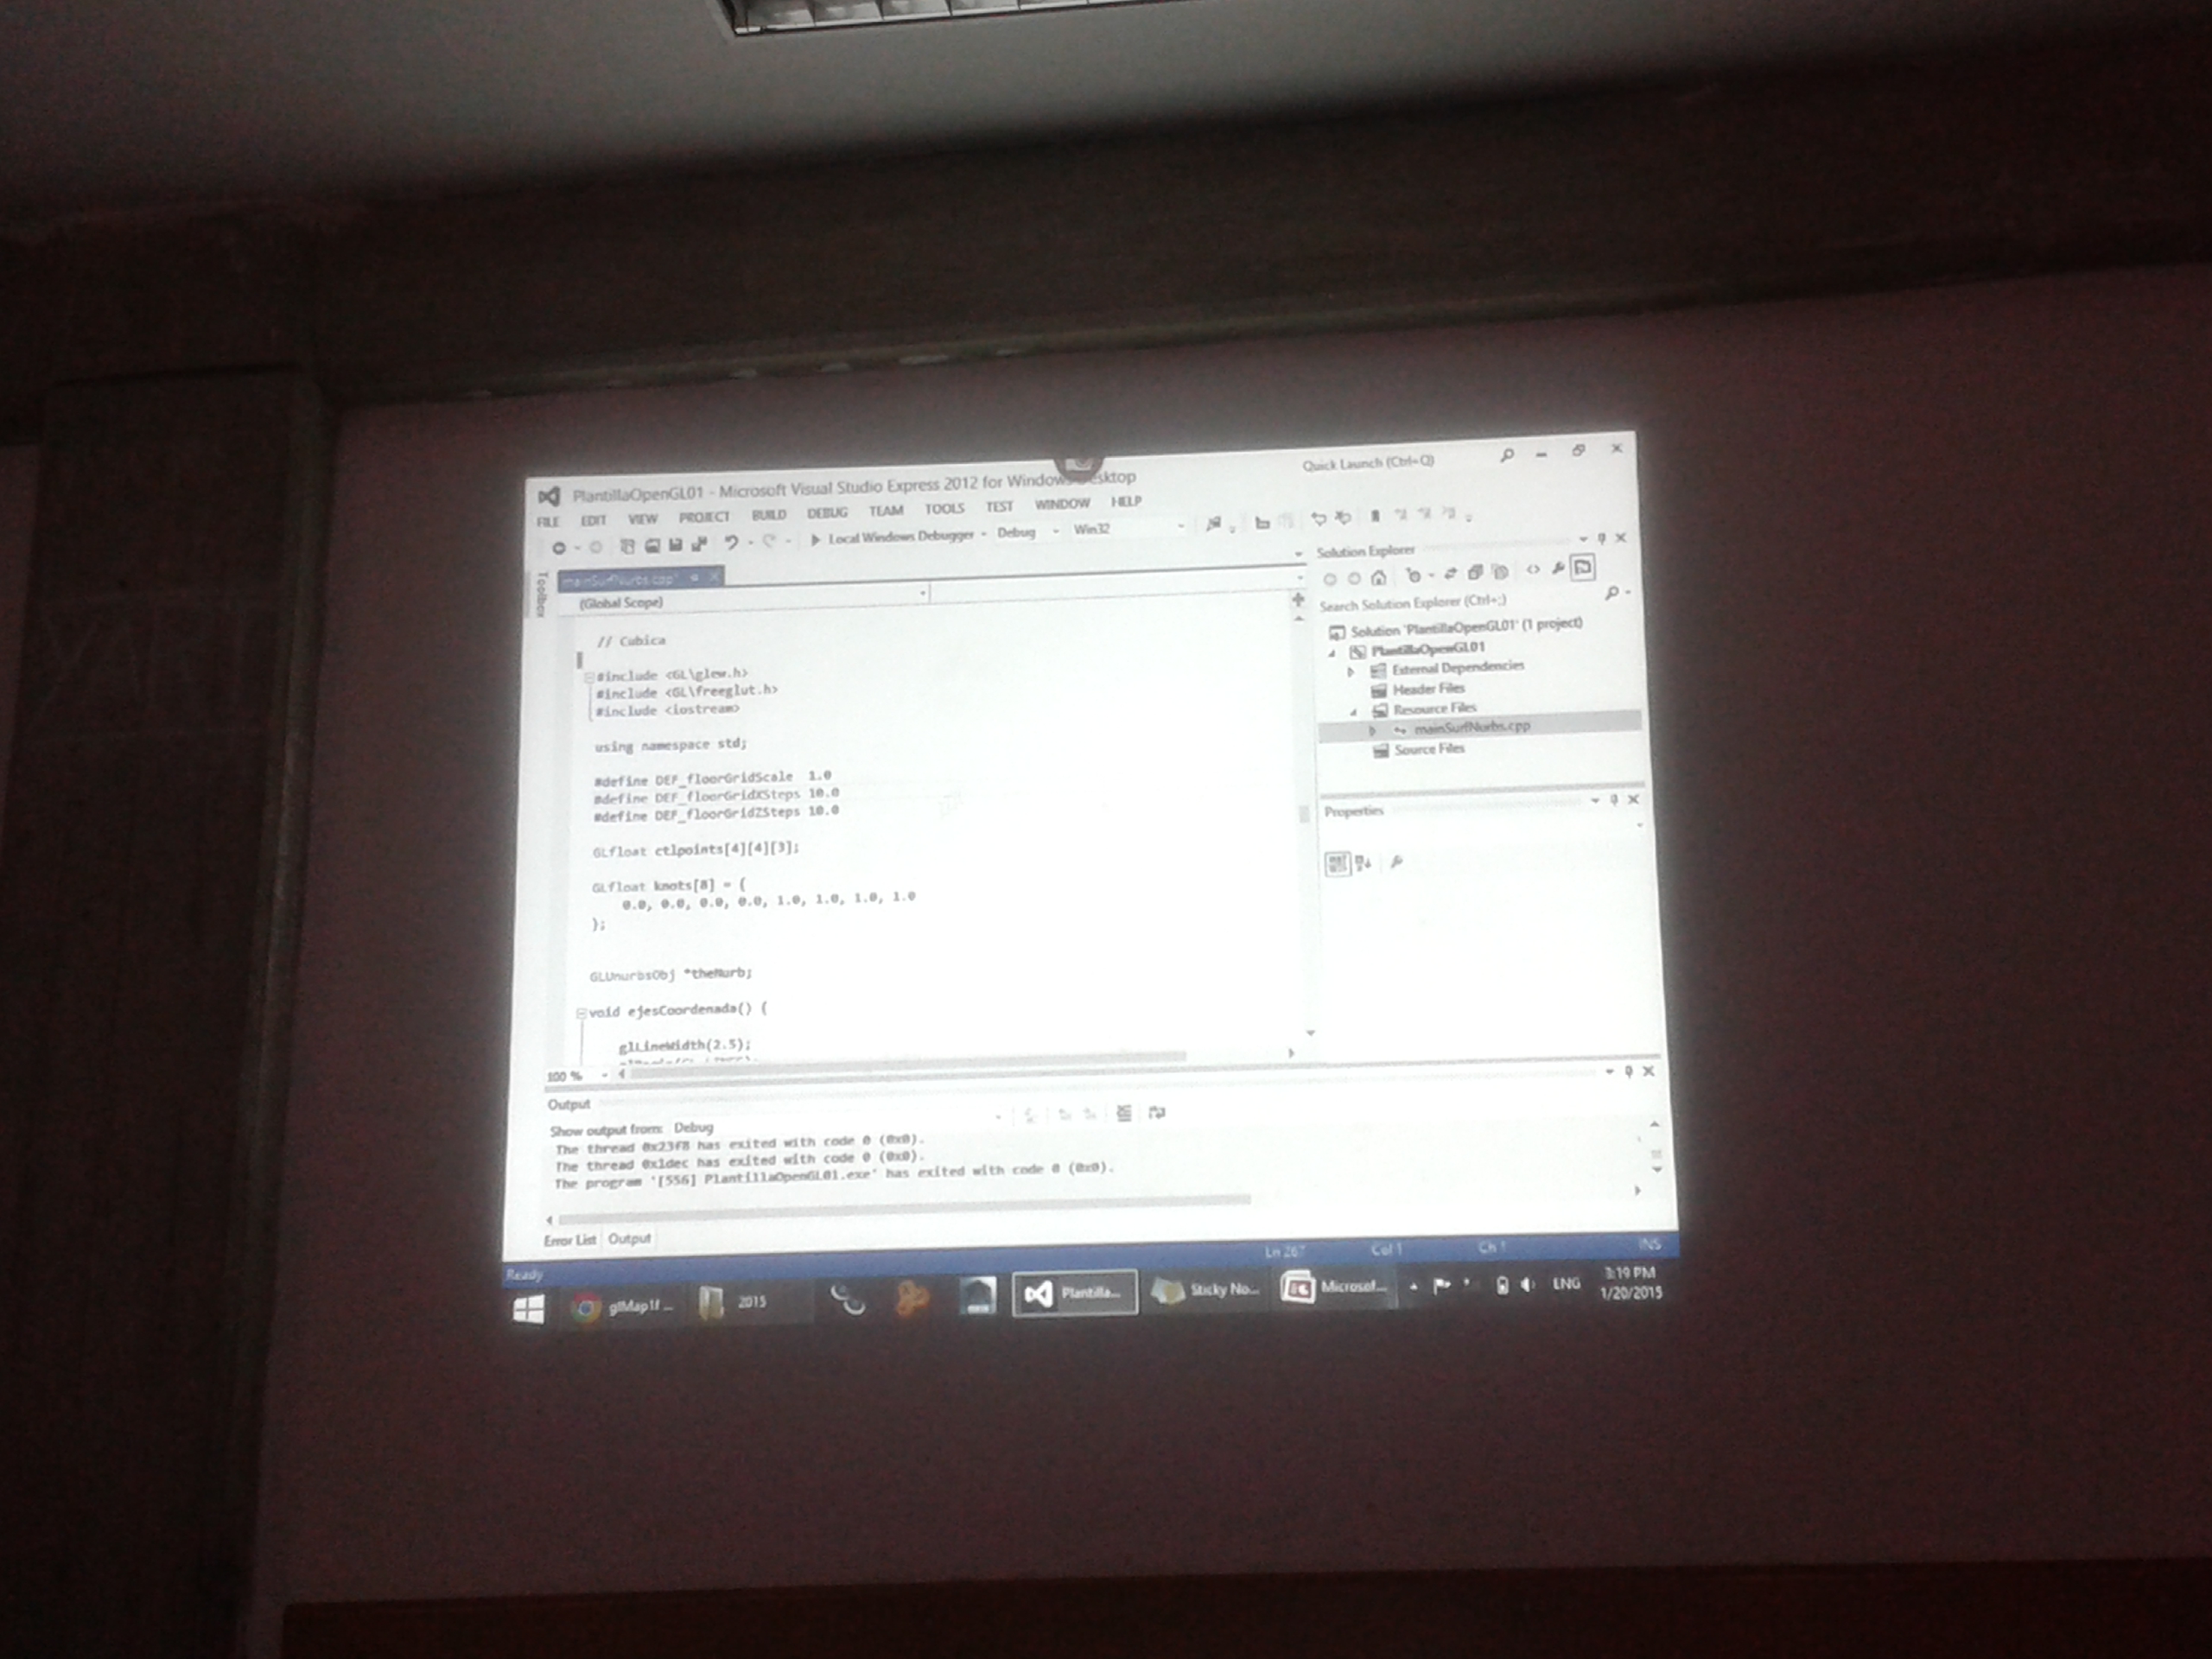 PlantillaOpenGL01 - Microsoft Visual Studio Express 2012 for Windows Desktop
Quick Launch (Ctrl+Q)
FILE EDIT VIEW PROJECT BUILD DEBUG TEAM TOOLS TEST WINDOW HELP
Local Windows Debugger Debug Win32
Toolbox
mainSurfNurbs.cpp*
(Global Scope)
// Cubica
#include <GL\glew.h>
#include <GL\freeglut.h>
#include <iostream>
using namespace std;
#define DEF_floorGridScale 1.0
#define DEF_floorGridXSteps 10.0
#define DEF_floorGridZSteps 10.0
GLfloat ctlpoints[4][4][3];
GLfloat knots[8] = {
0.0, 0.0, 0.0, 0.0, 1.0, 1.0, 1.0, 1.0
};
GLUnurbsObj *theNurb;
void ejesCoordenada() {
glLineWidth(2.5);
100 %
Solution Explorer
Search Solution Explorer (Ctrl+;)
Solution 'PlantillaOpenGL01' (1 project)
PlantillaOpenGL01
External Dependencies
Header Files
Resource Files
mainSurfNurbs.cpp
Source Files
Properties
Output
Show output from: Debug
The thread 0x23f8 has exited with code 0 (0x0).
The thread 0x1dec has exited with code 0 (0x0).
The program '[556] PlantillaOpenGL01.exe' has exited with code 0 (0x0).
Error List Output
Ready Ln 267 Col 1 Ch 1 INS
glMap1f ... 2015 Plantilla... Sticky No... Microsof... ENG
3:19 PM
1/20/2015